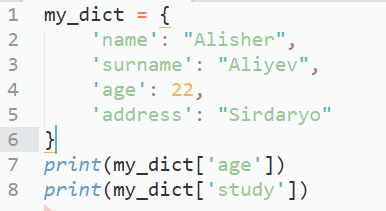 1 my_dict = {
2     'name': "Alisher",
3     'surname': "Aliyev",
4     'age': 22,
5     'address': "Sirdaryo"
6 }
7 print(my_dict['age'])
8 print(my_dict['study'])